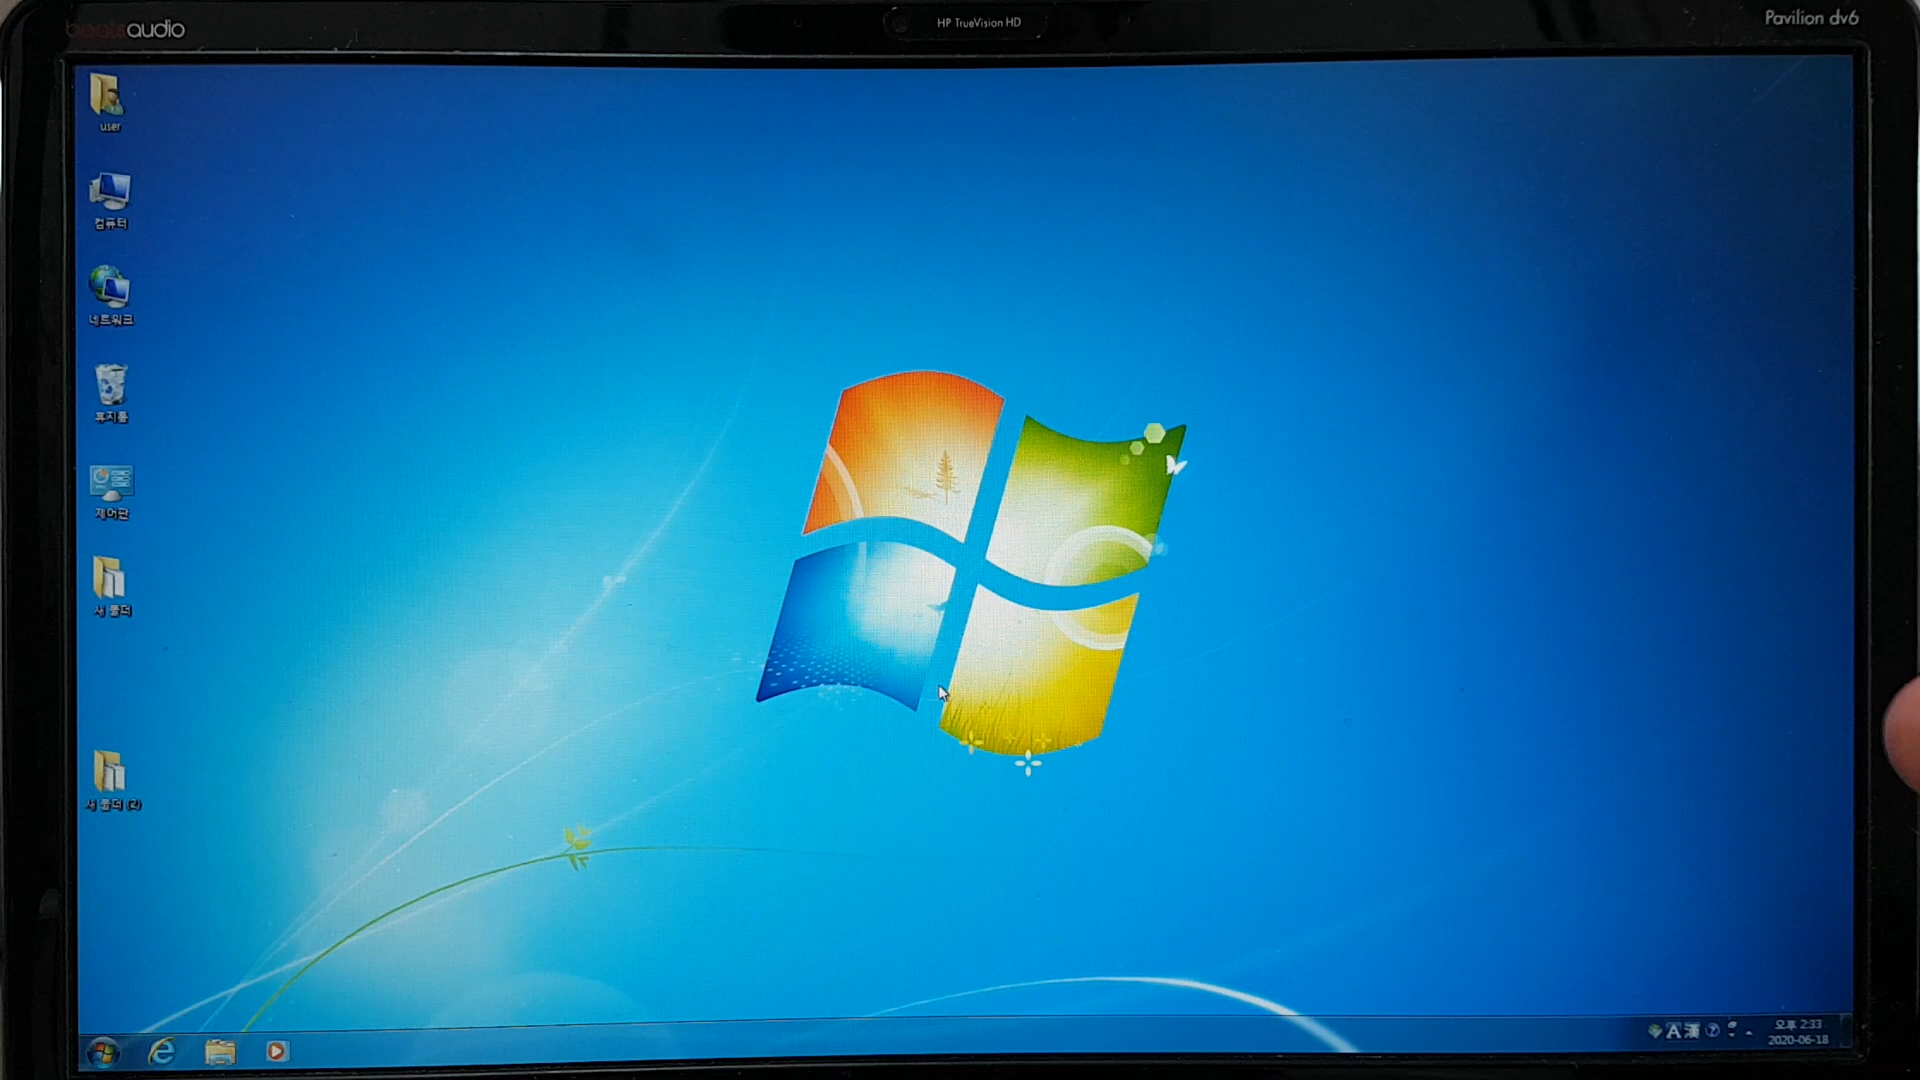 beatsaudio
HP TrueVision HD
Pavilion dv6
user
컴퓨터
네트워크
휴지통
제어판
새 폴더
새 폴더 (2)
A 漢
오후 2:33
2020-06-18